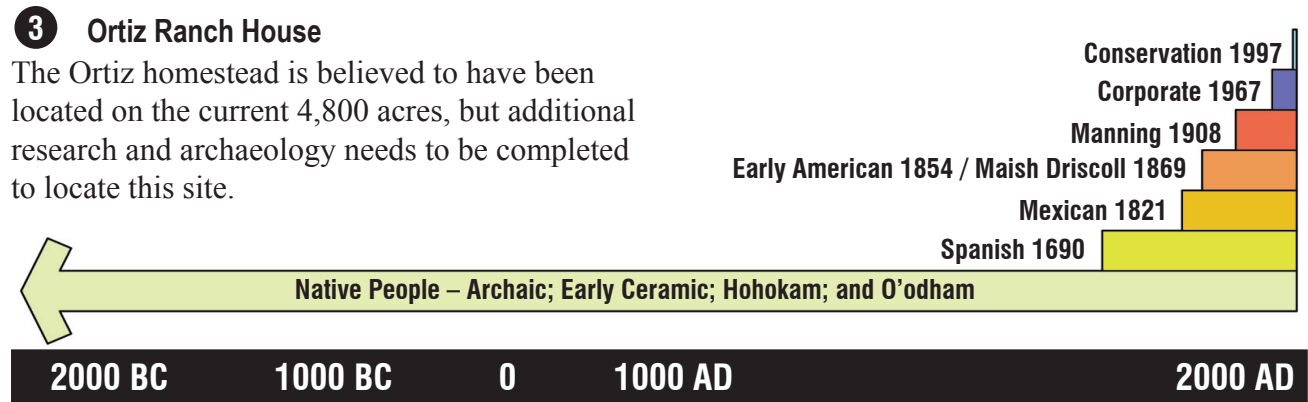 3 Ortiz Ranch House
The Ortiz homestead is believed to have been
located on the current 4,800 acres, but additional
research and archaeology needs to be completed
to locate this site.
Conservation 1997
Corporate 1967
Manning 1908
Early American 1854 / Maish Driscoll 1869
Mexican 1821
Spanish 1690
Native People – Archaic; Early Ceramic; Hohokam; and O’odham
2000 BC 1000 BC 0 1000 AD 2000 AD